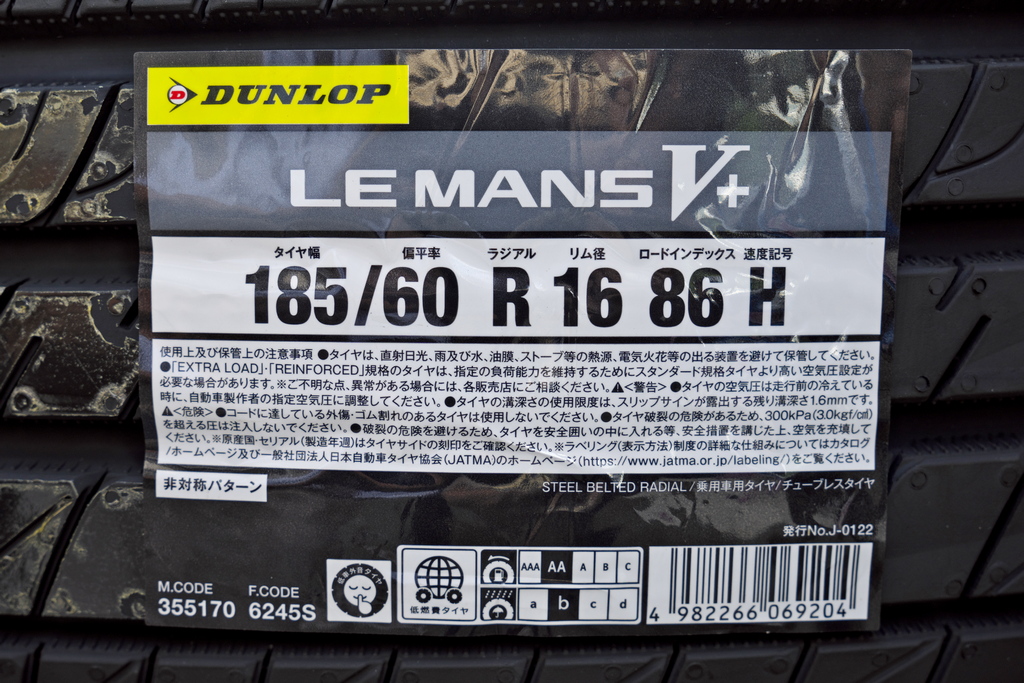 DUNLOP
LE MANS V+
タイヤ幅 偏平率 ラジアル リム径 ロードインデックス 速度記号
185/60 R 16 86 H
使用上及び保管上の注意事項 ●タイヤは、直射日光、雨及び水、油膜、ストーブ等の熱源、電気火花等の出る装置を避けて保管してください。
●「EXTRA LOAD」・「REINFORCED」規格のタイヤは、指定の負荷能力を維持するためにスタンダード規格タイヤより高い空気圧設定が
必要な場合があります。※ご不明な点、異常がある場合には、各販売店にご相談ください。⚠<警告> ●タイヤの空気圧は走行前の冷えている
時に、自動車製作者の指定空気圧に調整してください。●タイヤの溝深さの使用限度は、スリップサインが露出する残り溝深さ1.6mmです。
⚠<危険> ●コードに達している外傷・ゴム割れのあるタイヤは使用しないでください。●タイヤ破裂の危険があるため、300kPa(3.0kgf/c㎡)
を超える圧は注入しないでください。●破裂の危険を避けるため、タイヤを安全囲いの中に入れる等、安全措置を講じた上、空気を充填して
ください。※原産国・セリアル(製造年週)はタイヤサイドの刻印をご確認ください。※ラベリング(表示方法)制度の詳細な仕組みについてはカタログ
/ホームページ及び一般社団法人日本自動車タイヤ協会(JATMA)のホームページ(https://www.jatma.or.jp/labeling/)をご覧ください。
非対称パターン
STEEL BELTED RADIAL/乗用車用タイヤ/チューブレスタイヤ
発行No.J-0122
M.CODE F.CODE
355170 6245S
低車外音タイヤ
低燃費タイヤ
AAA AA A B C
a b c d
4 982266 069204